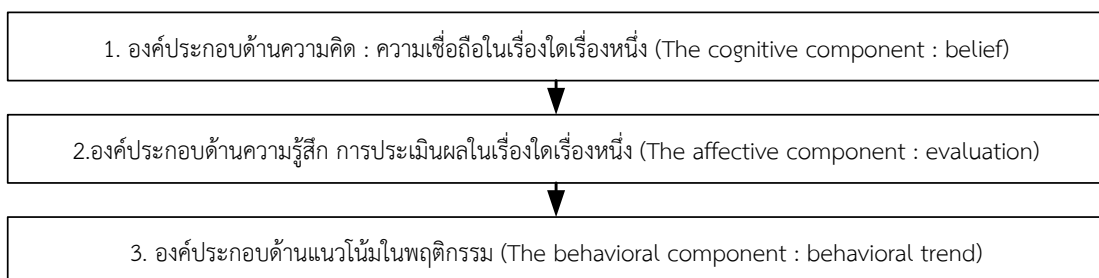 1. องค์ประกอบด้านความคิด : ความเชื่อถือในเรื่องใดเรื่องหนึ่ง (The cognitive component : belief)
2.องค์ประกอบด้านความรู้สึก การประเมินผลในเรื่องใดเรื่องหนึ่ง (The affective component : evaluation)
3. องค์ประกอบด้านแนวโน้มในพฤติกรรม (The behavioral component : behavioral trend)